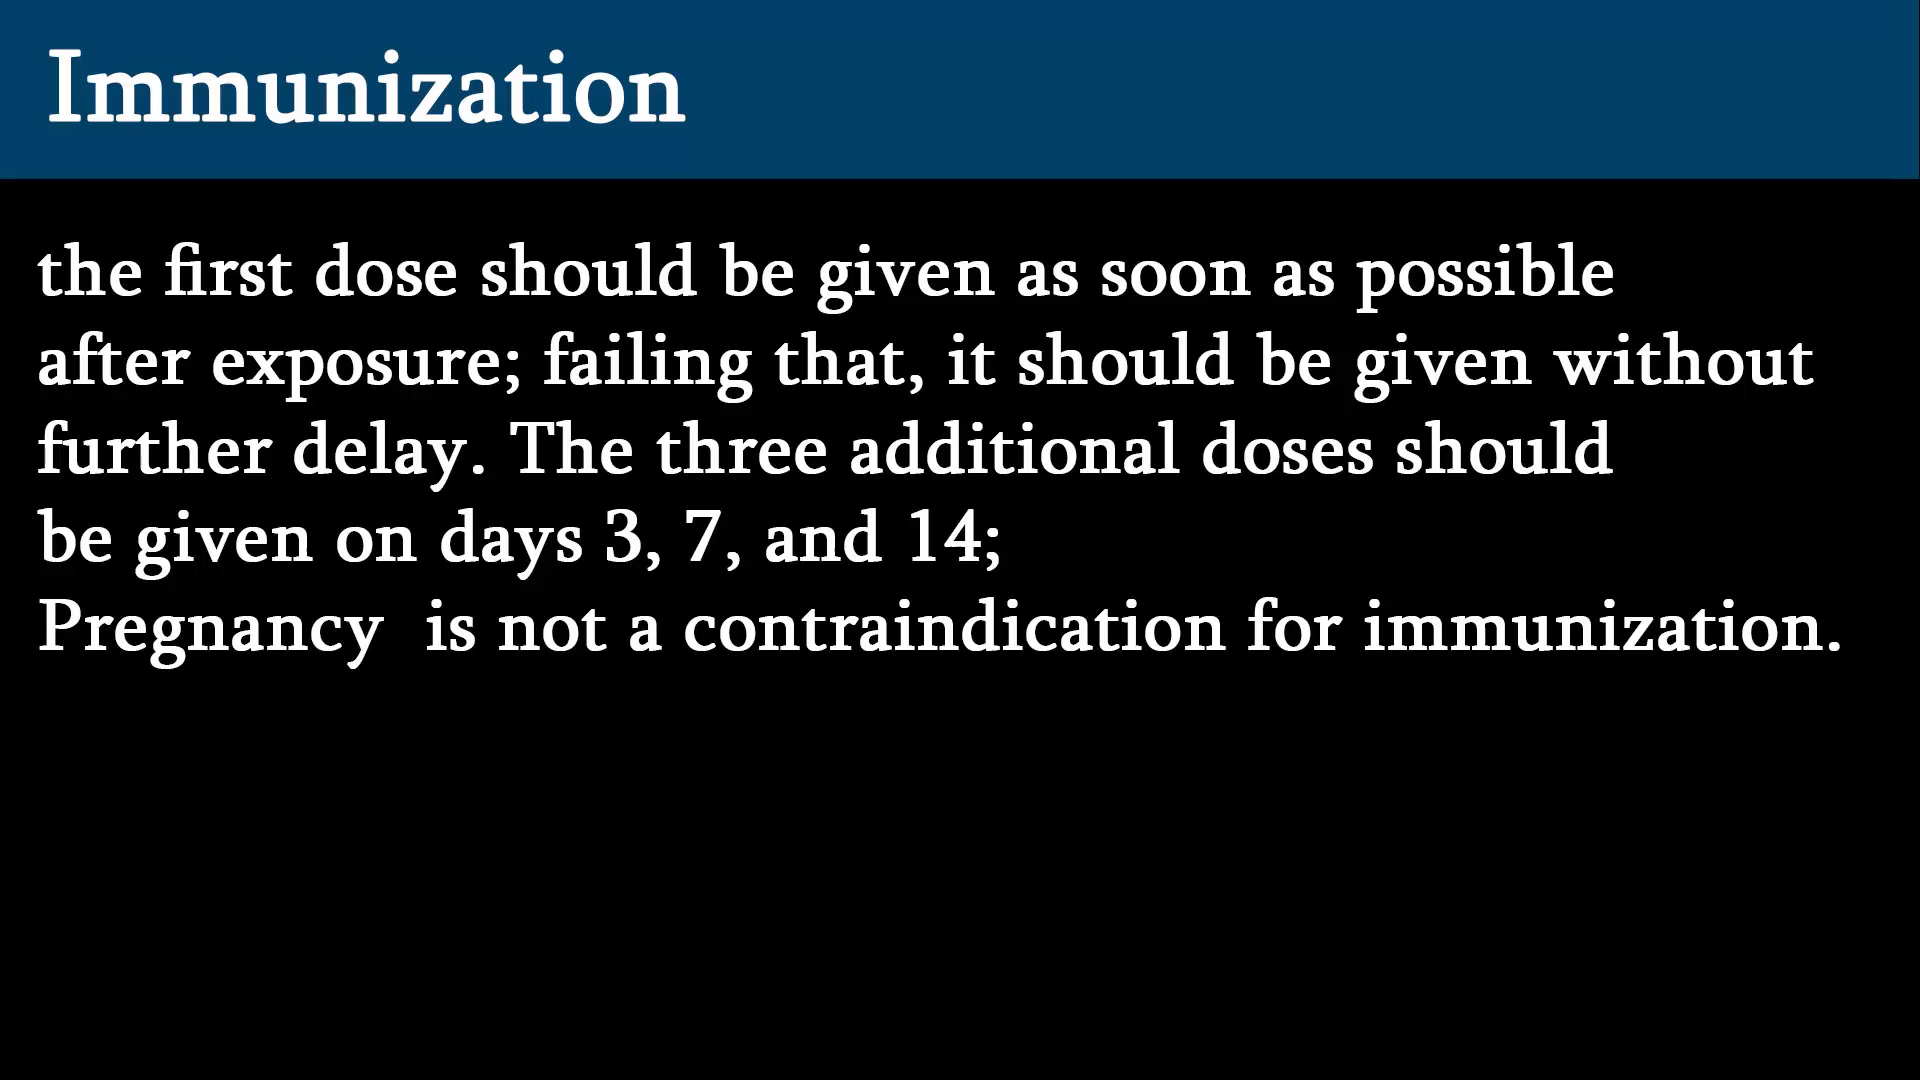 Immunization
the first dose should be given as soon as possible
after exposure; failing that, it should be given without
further delay. The three additional doses should
be given on days 3, 7, and 14;
Pregnancy  is not a contraindication for immunization.